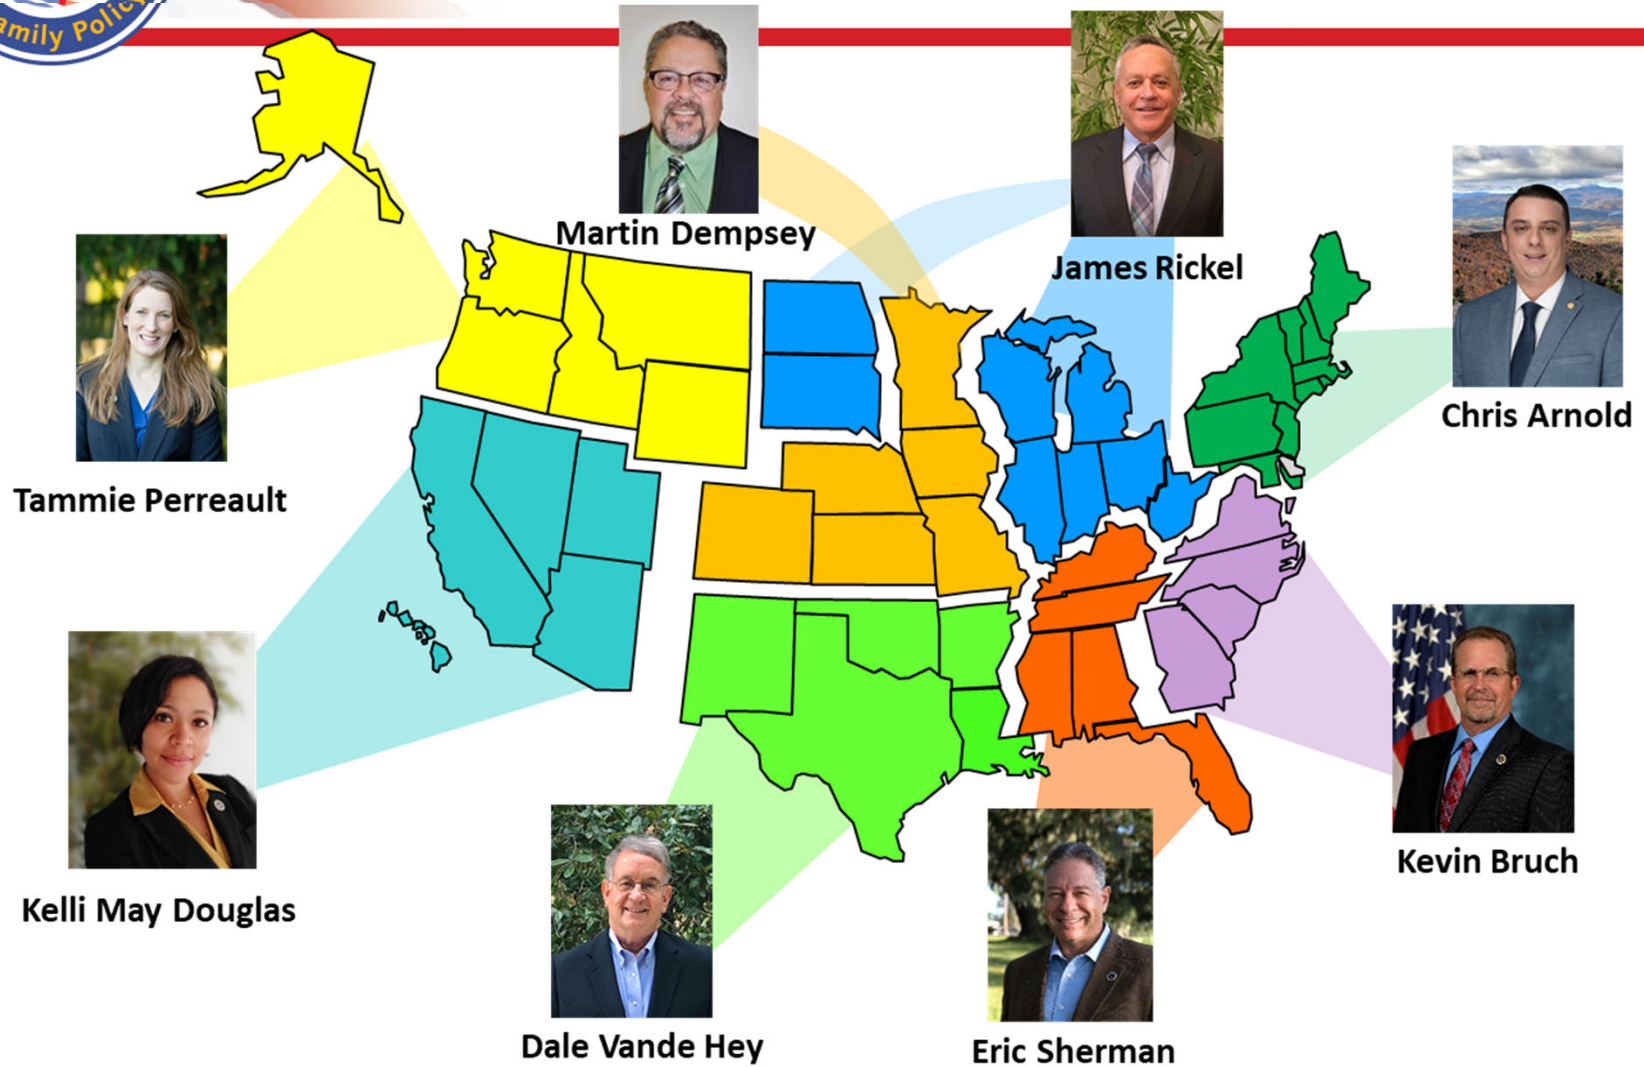 amily Policy
Martin Dempsey
James Rickel
Chris Arnold
Tammie Perreault
Kevin Bruch
Kelli May Douglas
Dale Vande Hey
Eric Sherman